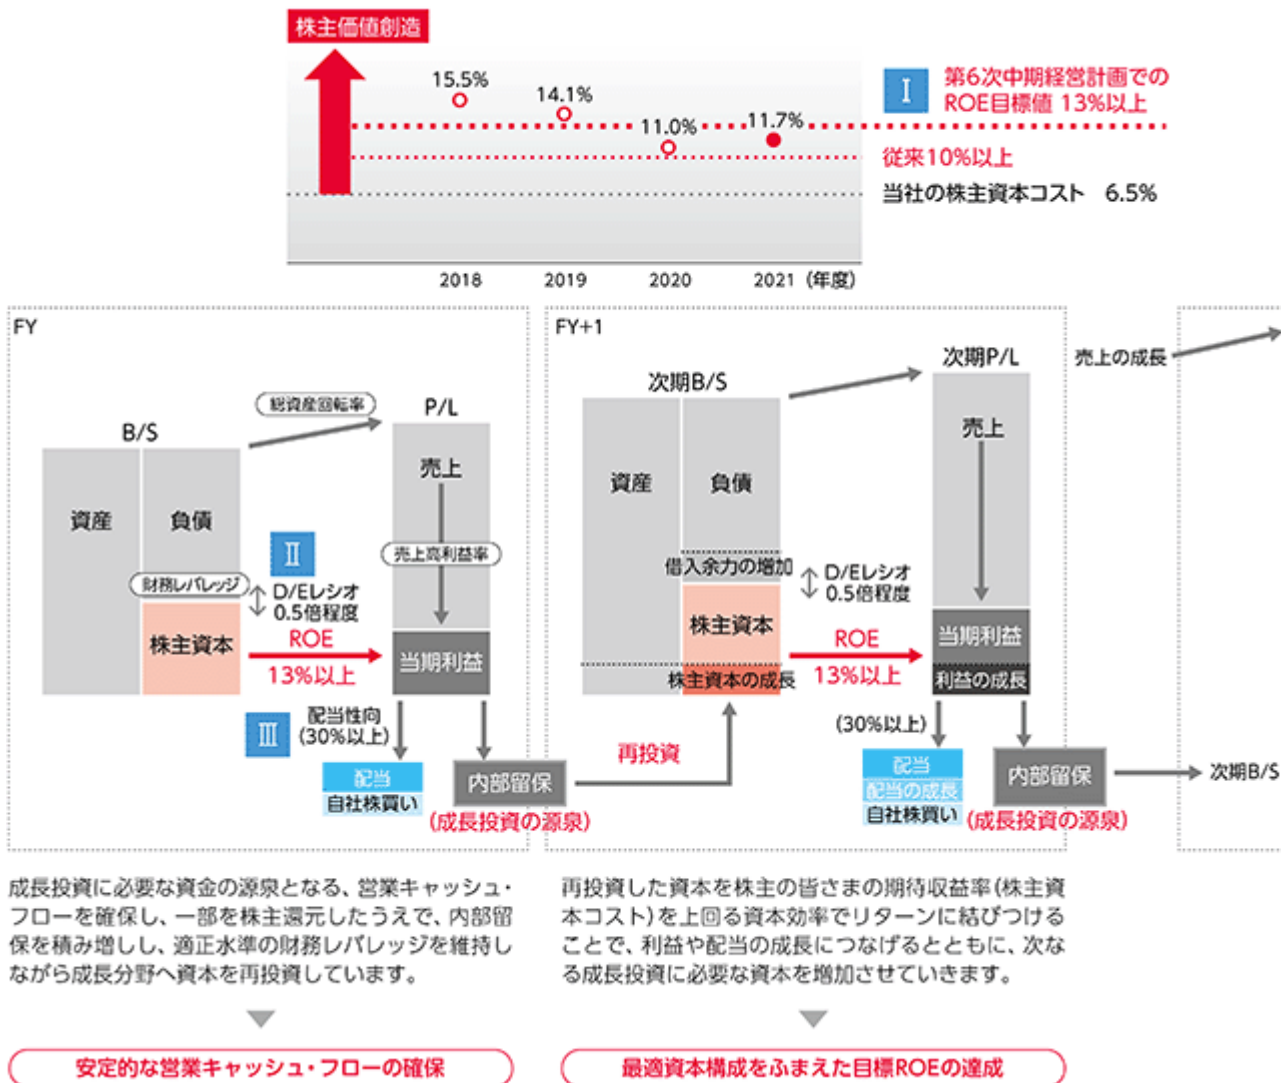 株主価値創造
15.5%
14.1%
11.0%
11.7%
I
第6次中期経営計画での
ROE目標値 13%以上
従来10%以上
当社の株主資本コスト 6.5%
2018
2019
2020
2021 (年度)
FY
B/S
総資産回転率
P/L
資産
負債
売上
売上高利益率
II
財務レバレッジ
D/Eレシオ
0.5倍程度
株主資本
ROE
13%以上
当期利益
III
配当性向
(30%以上)
配当
自社株買い
内部留保
(成長投資の源泉)
再投資
FY+1
次期B/S
次期P/L
売上の成長
資産
負債
売上
借入余力の増加
D/Eレシオ
0.5倍程度
株主資本
ROE
13%以上
当期利益
株主資本の成長
利益の成長
(30%以上)
配当
配当の成長
自社株買い
内部留保
(成長投資の源泉)
次期B/S
成長投資に必要な資金の源泉となる、営業キャッシュ・
フローを確保し、一部を株主還元したうえで、内部留
保を積み増しし、適正水準の財務レバレッジを維持し
ながら成長分野へ資本を再投資しています。
安定的な営業キャッシュ・フローの確保
再投資した資本を株主の皆さまの期待収益率(株主資
本コスト)を上回る資本効率でリターンに結びつける
ことで、利益や配当の成長につなげるとともに、次な
る成長投資に必要な資本を増加させていきます。
最適資本構成をふまえた目標ROEの達成